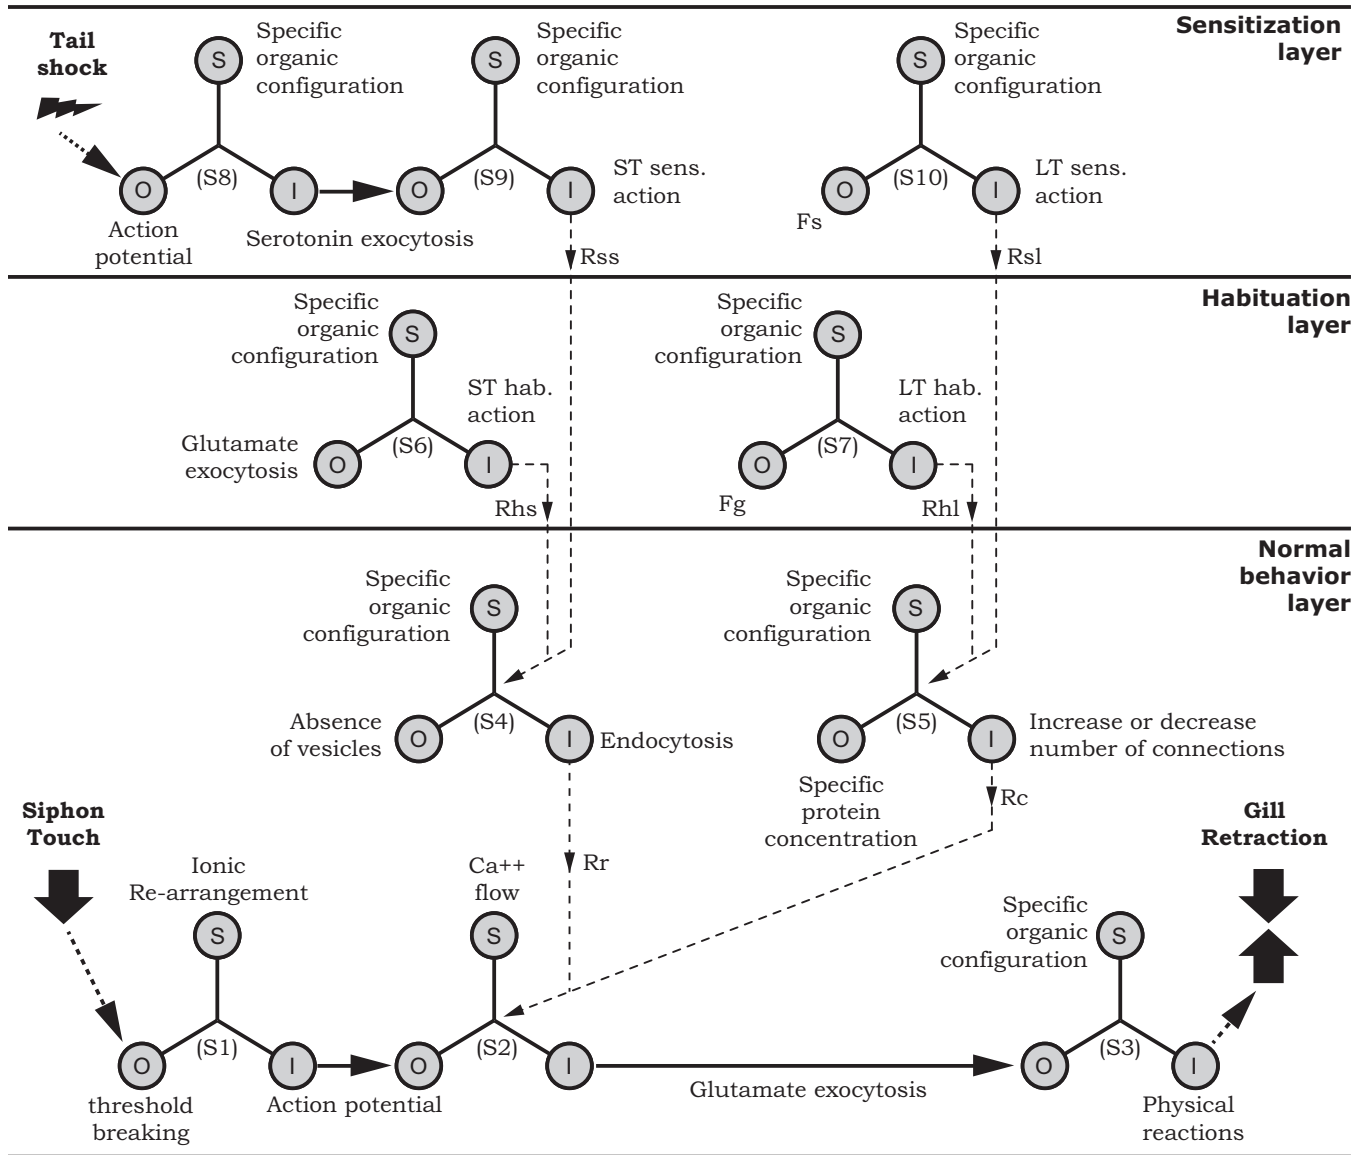 Sensitization
layer
Tail
shock
Specific
organic
configuration
S
O
I
(S8)
Action
potential
Specific
organic
configuration
S
O
I
(S9)
Serotonin exocytosis
ST sens.
action
Rss
Specific
organic
configuration
S
O
I
(S10)
Fs
LT sens.
action
Rsl
Habituation
layer
Specific
organic
configuration
S
ST hab.
action
Glutamate
exocytosis
O
(S6)
I
Rhs
Specific
organic
configuration
S
LT hab.
action
O
(S7)
I
Fg
Rhl
Normal
behavior
layer
Specific
organic
configuration
S
Absence
of vesicles
O
(S4)
I
Endocytosis
Rr
Specific
organic
configuration
S
O
(S5)
I
Increase or decrease
number of connections
Specific
protein
concentration
Rc
Siphon
Touch
Ionic
Re-arrangement
S
O
(S1)
I
threshold
breaking
Action potential
Ca++
flow
S
O
(S2)
I
Glutamate exocytosis
Specific
organic
configuration
S
O
(S3)
I
Physical
reactions
Gill
Retraction